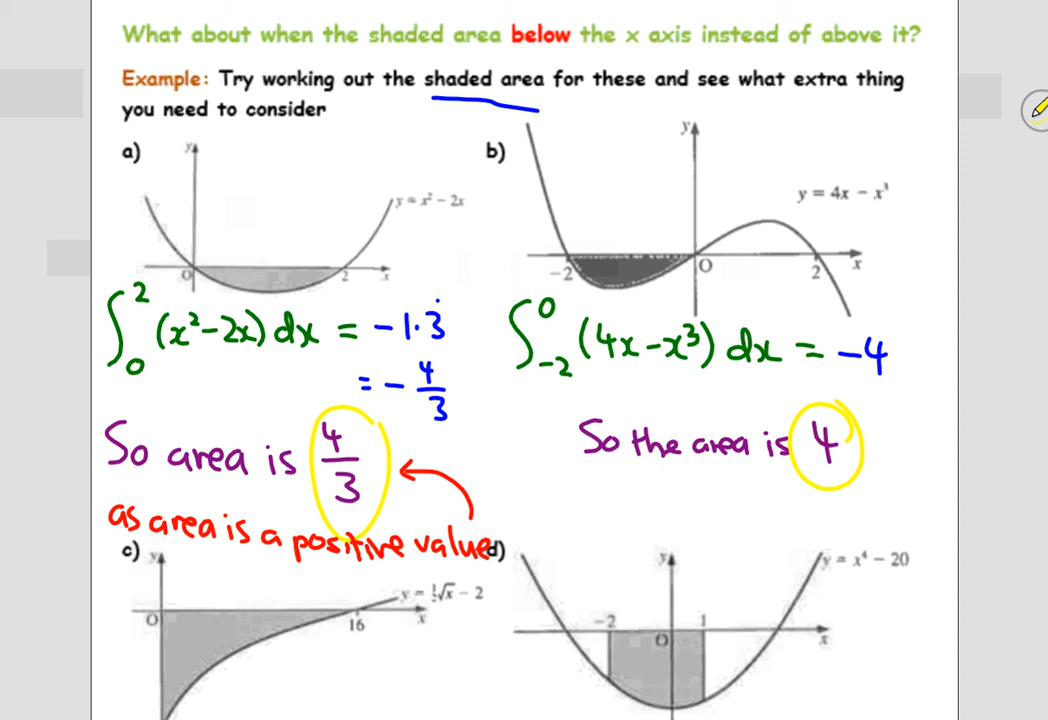 What about when the shaded area below the x axis instead of above it?
Example: Try working out the shaded area for these and see what extra thing
you need to consider
a)
y
y = x² − 2x
O
2
x
b)
y
y = 4x − x³
−2
O
2
x
∫₀² (x²−2x) dx = −1.3̇
= − 4/3
So area is 4/3
as area is a positive value
∫₋₂⁰ (4x−x³) dx = −4
So the area is 4
c)
y
y = ½√x − 2
O
16
x
d)
y
y = x⁴ − 20
−2
O
1
x